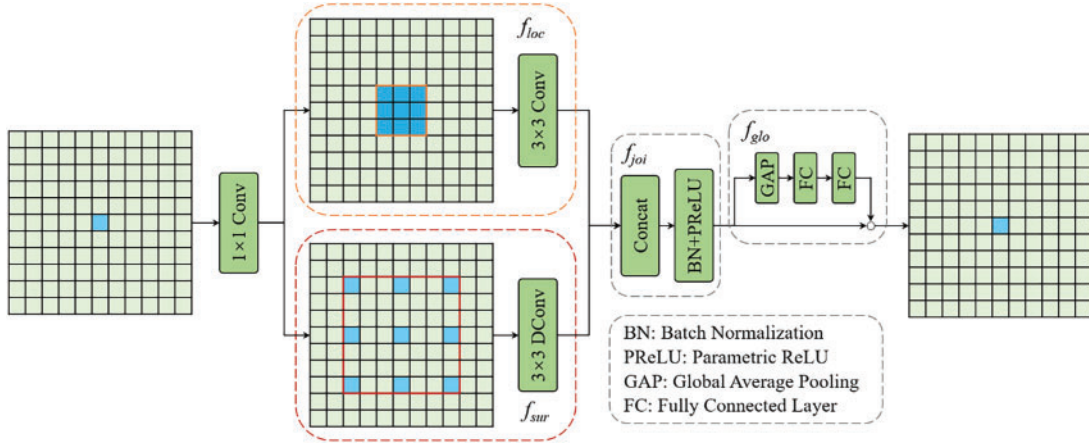 1×1 Conv
f_loc
3×3 Conv
3×3 DConv
f_sur
f_joi
Concat
BN+PReLU
f_glo
GAP
FC
FC
BN: Batch Normalization
PReLU: Parametric ReLU
GAP: Global Average Pooling
FC: Fully Connected Layer